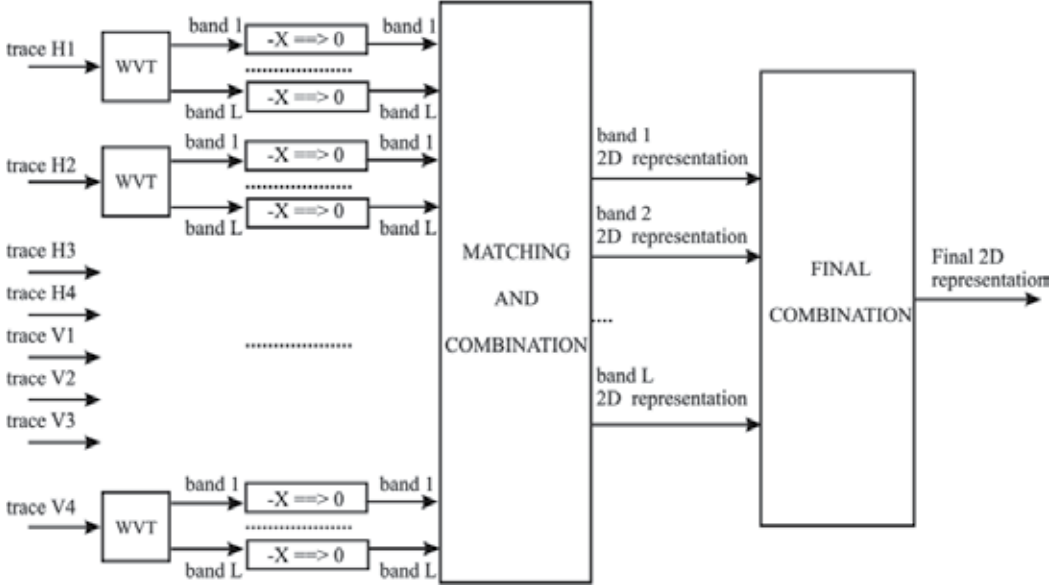 trace H1
WVT
band 1
-X ==> 0
band 1
band L
-X ==> 0
band L
trace H2
WVT
band 1
-X ==> 0
band 1
band L
-X ==> 0
band L
trace H3
trace H4
trace V1
trace V2
trace V3
trace V4
WVT
band 1
-X ==> 0
band 1
band L
-X ==> 0
band L
MATCHING
AND
COMBINATION
band 1
2D representation
band 2
2D representation
....
band L
2D representation
FINAL
COMBINATION
Final 2D
representation